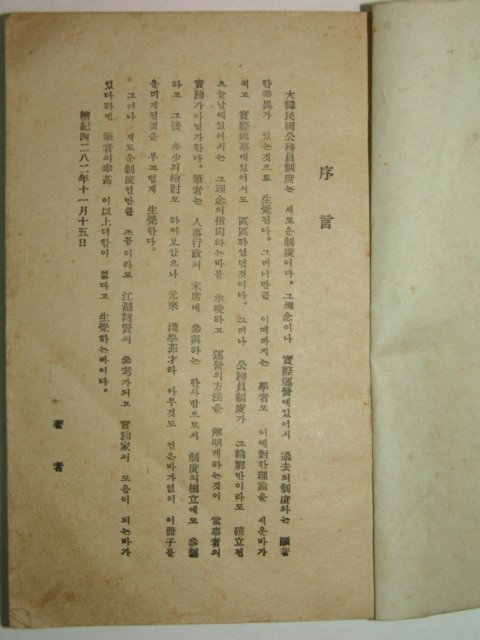 序言
大韓民國公務員制度는 새로운 制度이다。그 理念이나 實際運營에있어서 過去의 制度와는 顯著
한 差異가 있는것으로 生覺된다。그러니만큼 이때까지는 學者도 이에對한 理論을 세운바가
적고 實際處事에있어서도 區區하였던것이다。그러나 公務員制度가 그 輪廓만이라도 確立된
오늘날에있어서는 그 理念의 指向하는바를 示唆하고 運營의 方法을 解明케하는것이 當事者의
實務가아닐가한다。筆者는 人事行政의 末席에 參與하는 한사람으로서 制度의 樹立에도 參劃
하고 그後 多少의 檢討도 하여보았으나 元來 淺學菲才라 아무것도 얻은바가없이 이 冊子를
올리게된것을 부끄럽게 生覺한다。
그러나 새로운 制度인만큼 조곰이라도 江湖諸賢의 參考가되고 實務家의 도움이 되는바가
있다하면 筆者의 幸甚 이以上더함이 없다고 生覺하는바이다。
檀紀四二八二年十一月十五日
著者